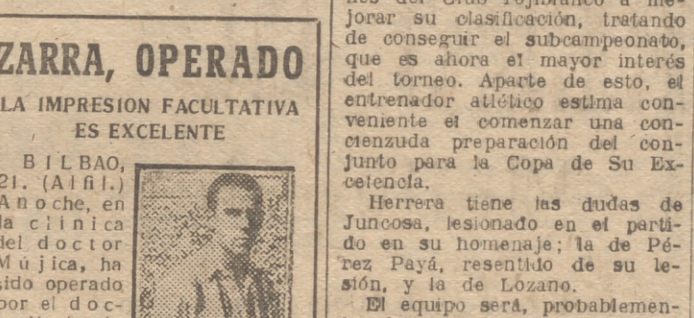 ZARRA, OPERADO
LA IMPRESION FACULTATIVA
ES EXCELENTE
BILBAO,
21. (Alfil.)
Anoche, en
la clínica
del doctor
Mújica, ha
sido operado
por el doc-
jorar su clasificación, tratando
de conseguir el subcampeonato,
que es ahora el mayor interés
del torneo. Aparte de esto, el
entrenador atlético estima con-
veniente el comenzar una con-
cienzuda preparación del con-
junto para la Copa de Su Ex-
celencia.
Herrera tiene las dudas de
Juncosa, lesionado en el parti-
do en su homenaje; la de Pé-
rez Payá, resentido de su le-
sión, y la de Lozano.
El equipo será, probablemen-